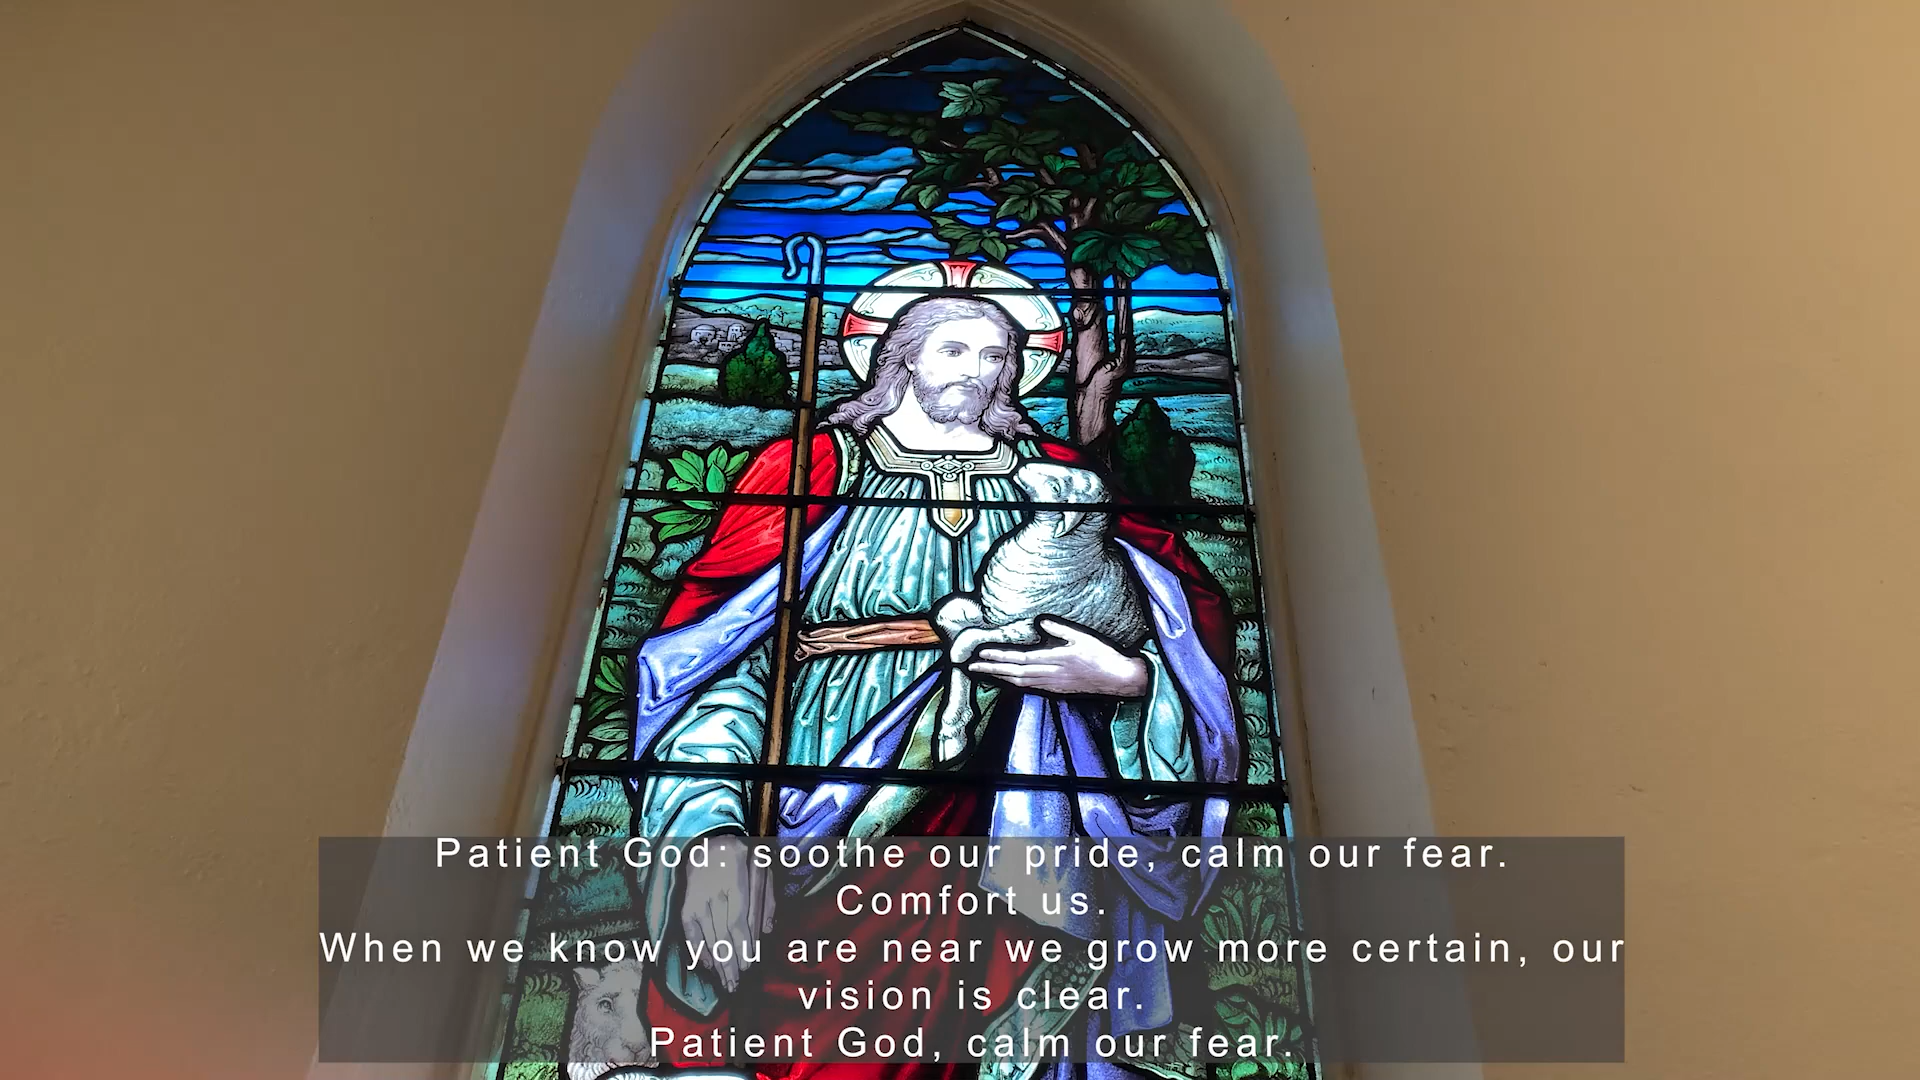 Patient God: soothe our pride, calm our fear.
Comfort us.
When we know you are near we grow more certain, our
vision is clear.
Patient God, calm our fear.